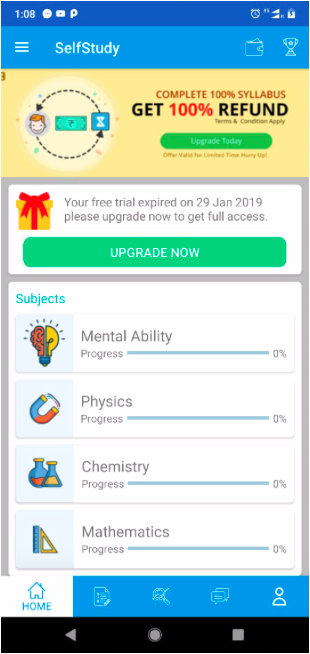 1:08
SelfStudy
COMPLETE 100% SYLLABUS
GET 100% REFUND
Terms & Condition Apply
Upgrade Today
Offer Valid for Limited Time Hurry Up!
Your free trial expired on 29 Jan 2019
please upgrade now to get full access.
UPGRADE NOW
Subjects
Mental Ability
Progress 0%
Physics
Progress 0%
Chemistry
Progress 0%
Mathematics
Progress 0%
HOME